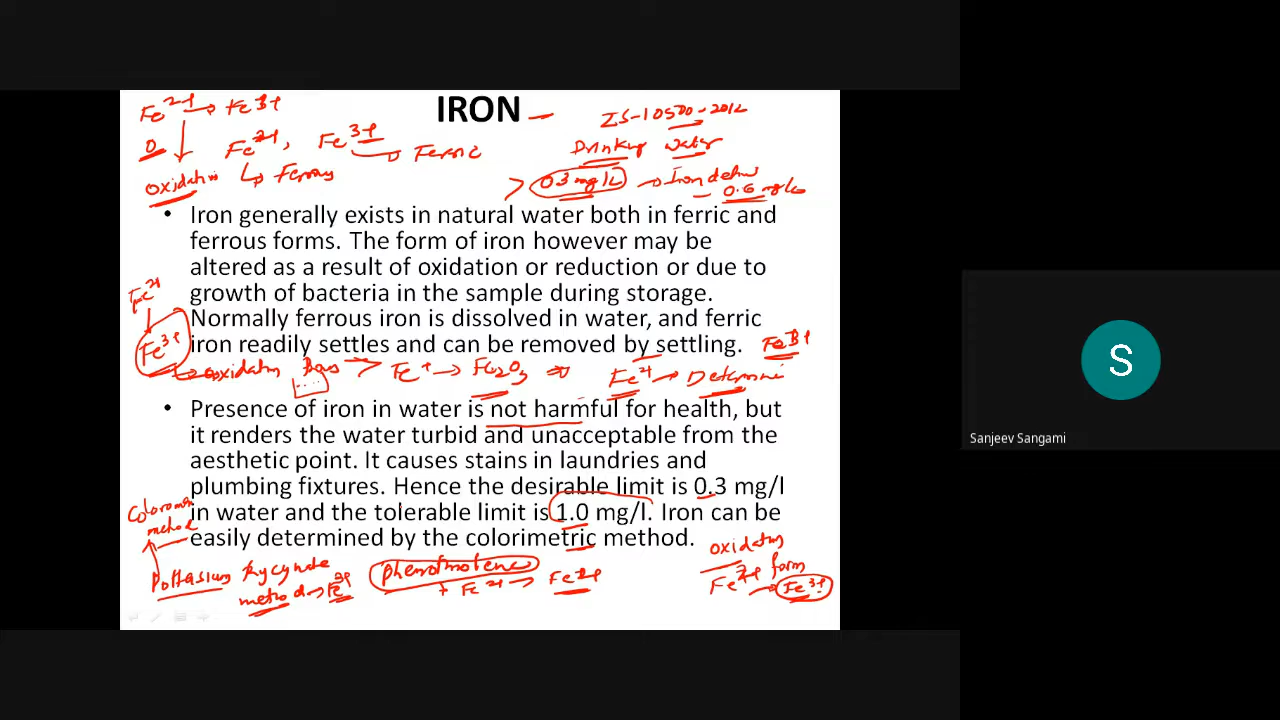 IRON
Fe2+ → Fe3+
IS-10500-2012
Drinking water
Fe2+, Fe3+
Ferric
oxidation
Ferrous
> 0.3 mg/L → Iron
0.6 mg/L
• Iron generally exists in natural water both in ferric and
ferrous forms. The form of iron however may be
altered as a result of oxidation or reduction or due to
growth of bacteria in the sample during storage.
Normally ferrous iron is dissolved in water, and ferric
iron readily settles and can be removed by settling.
Fe3+
Fe2+
Fe3+
oxidation
Fe+ → Fe2O3
Fe2+ → Determine
• Presence of iron in water is not harmful for health, but
it renders the water turbid and unacceptable from the
aesthetic point. It causes stains in laundries and
plumbing fixtures. Hence the desirable limit is 0.3 mg/l
in water and the tolerable limit is 1.0 mg/l. Iron can be
easily determined by the colorimetric method.
method
oxidation
form
Fe2+ → Fe3+
method → Fe3+
+ Fe2+ → Fe2+
S
Sanjeev Sangami